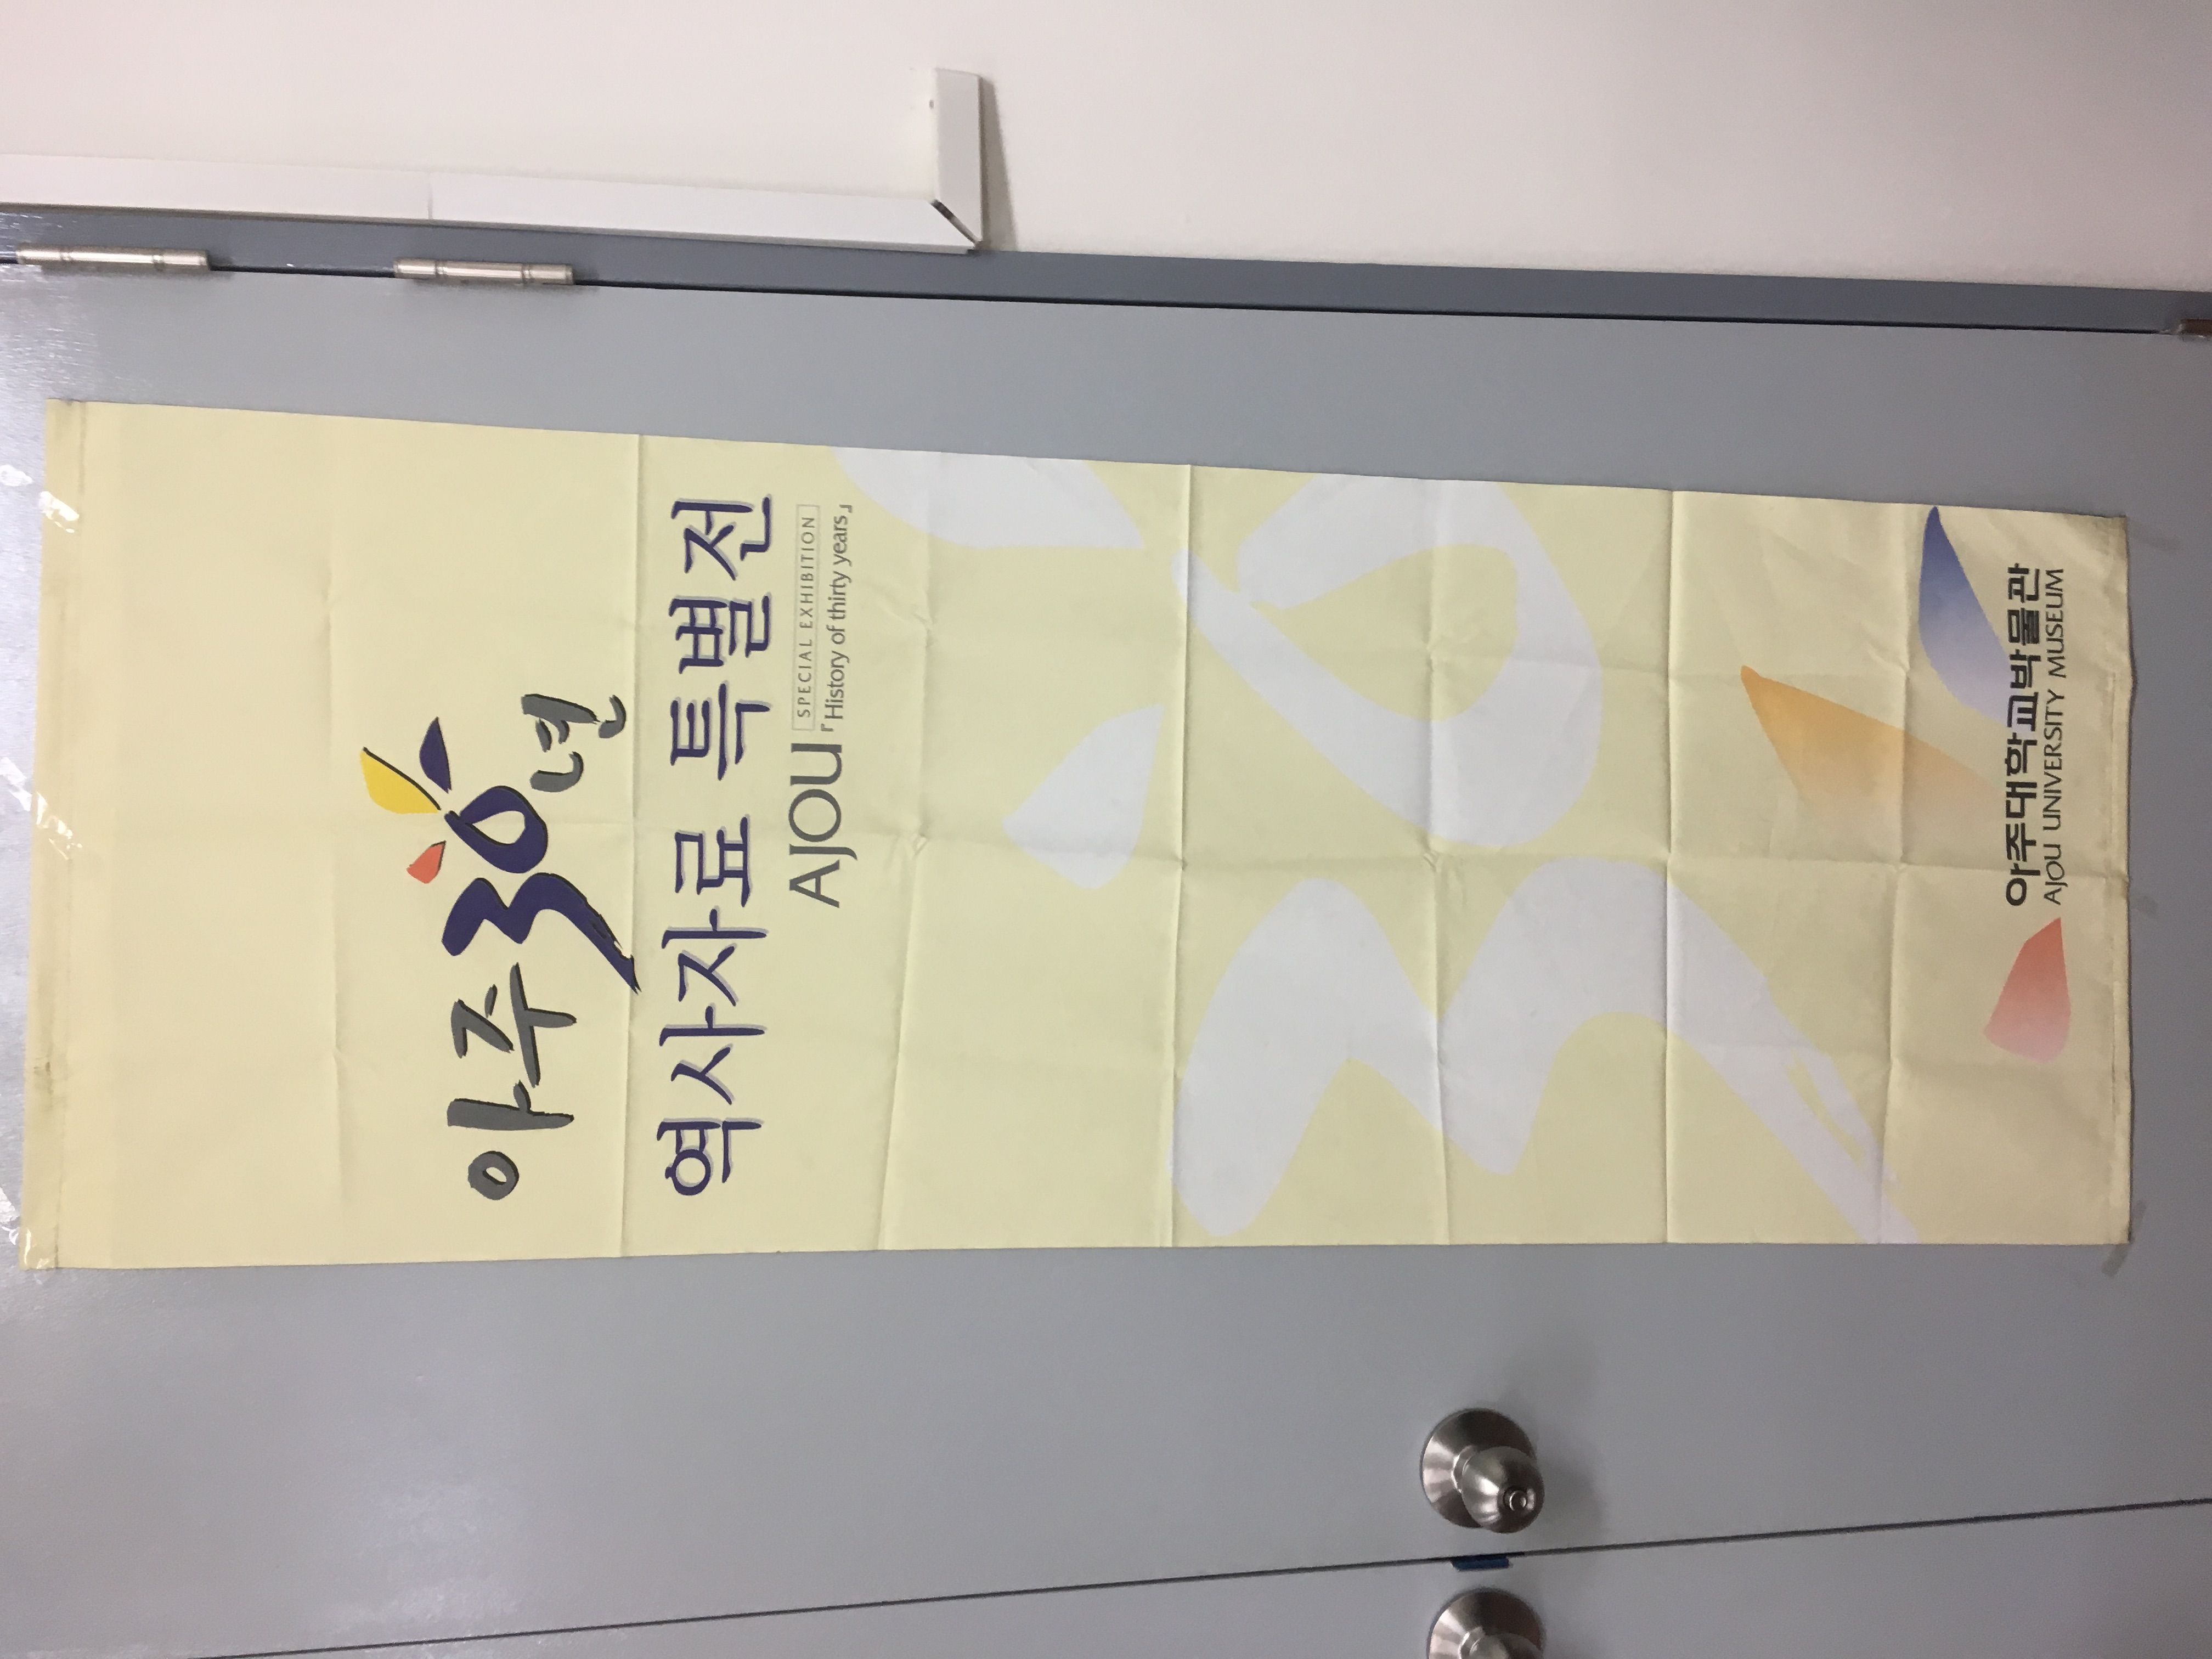 아주30년
역사자료 특별전
AJOU SPECIAL EXHIBITION
『History of thirty years』
아주대학교박물관
AJOU UNIVERSITY MUSEUM